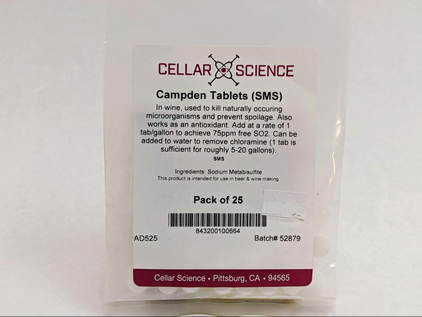 CELLAR SCIENCE
Campden Tablets (SMS)
In wine, used to kill naturally occuring
microorganisms and prevent spoilage. Also
works as an antioxidant. Add at a rate of 1
tab/gallon to achieve 75ppm free SO2. Can be
added to water to remove chloramine (1 tab is
sufficient for roughly 5-20 gallons).
SMS
Ingredients: Sodium Metabisulfite
This product is intended for use in beer & wine making
Pack of 25
843200100664
AD525 Batch# 52879
Cellar Science • Pittsburg, CA • 94565